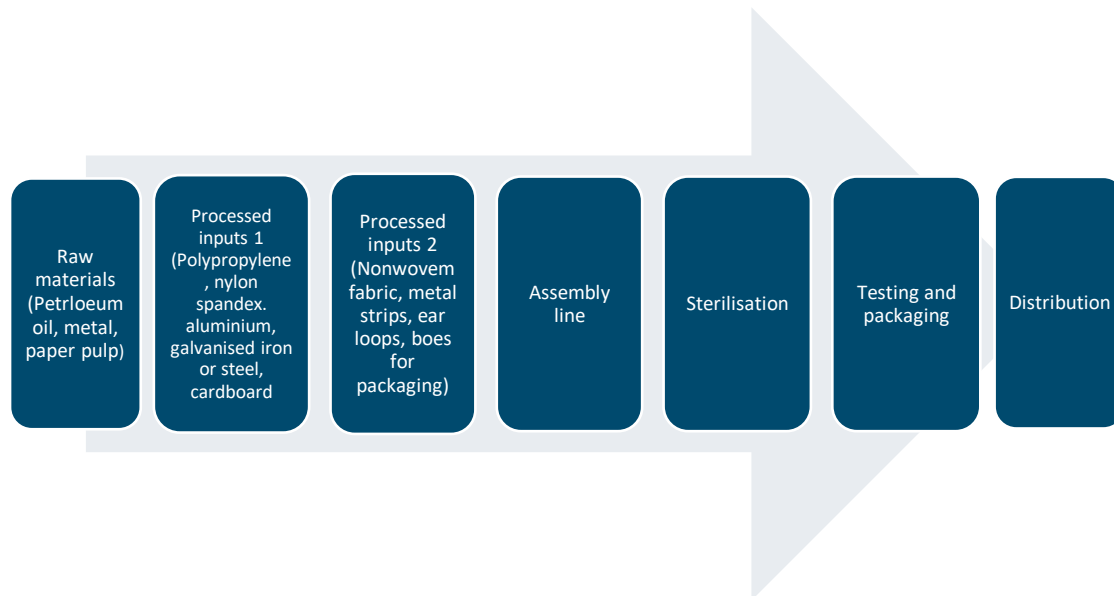 Raw
materials
(Petrloeum
oil, metal,
paper pulp)
Processed
inputs 1
(Polypropylene
, nylon
spandex.
aluminium,
galvanised iron
or steel,
cardboard
Processed
inputs 2
(Nonwovem
fabric, metal
strips, ear
loops, boes
for
packaging)
Assembly
line
Sterilisation
Testing and
packaging
Distribution